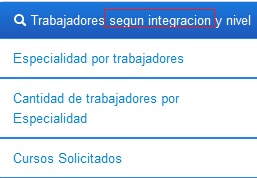 Trabajadores segun integracion y nivel
Especialidad por trabajadores
Cantidad de trabajadores por
Especialidad
Cursos Solicitados